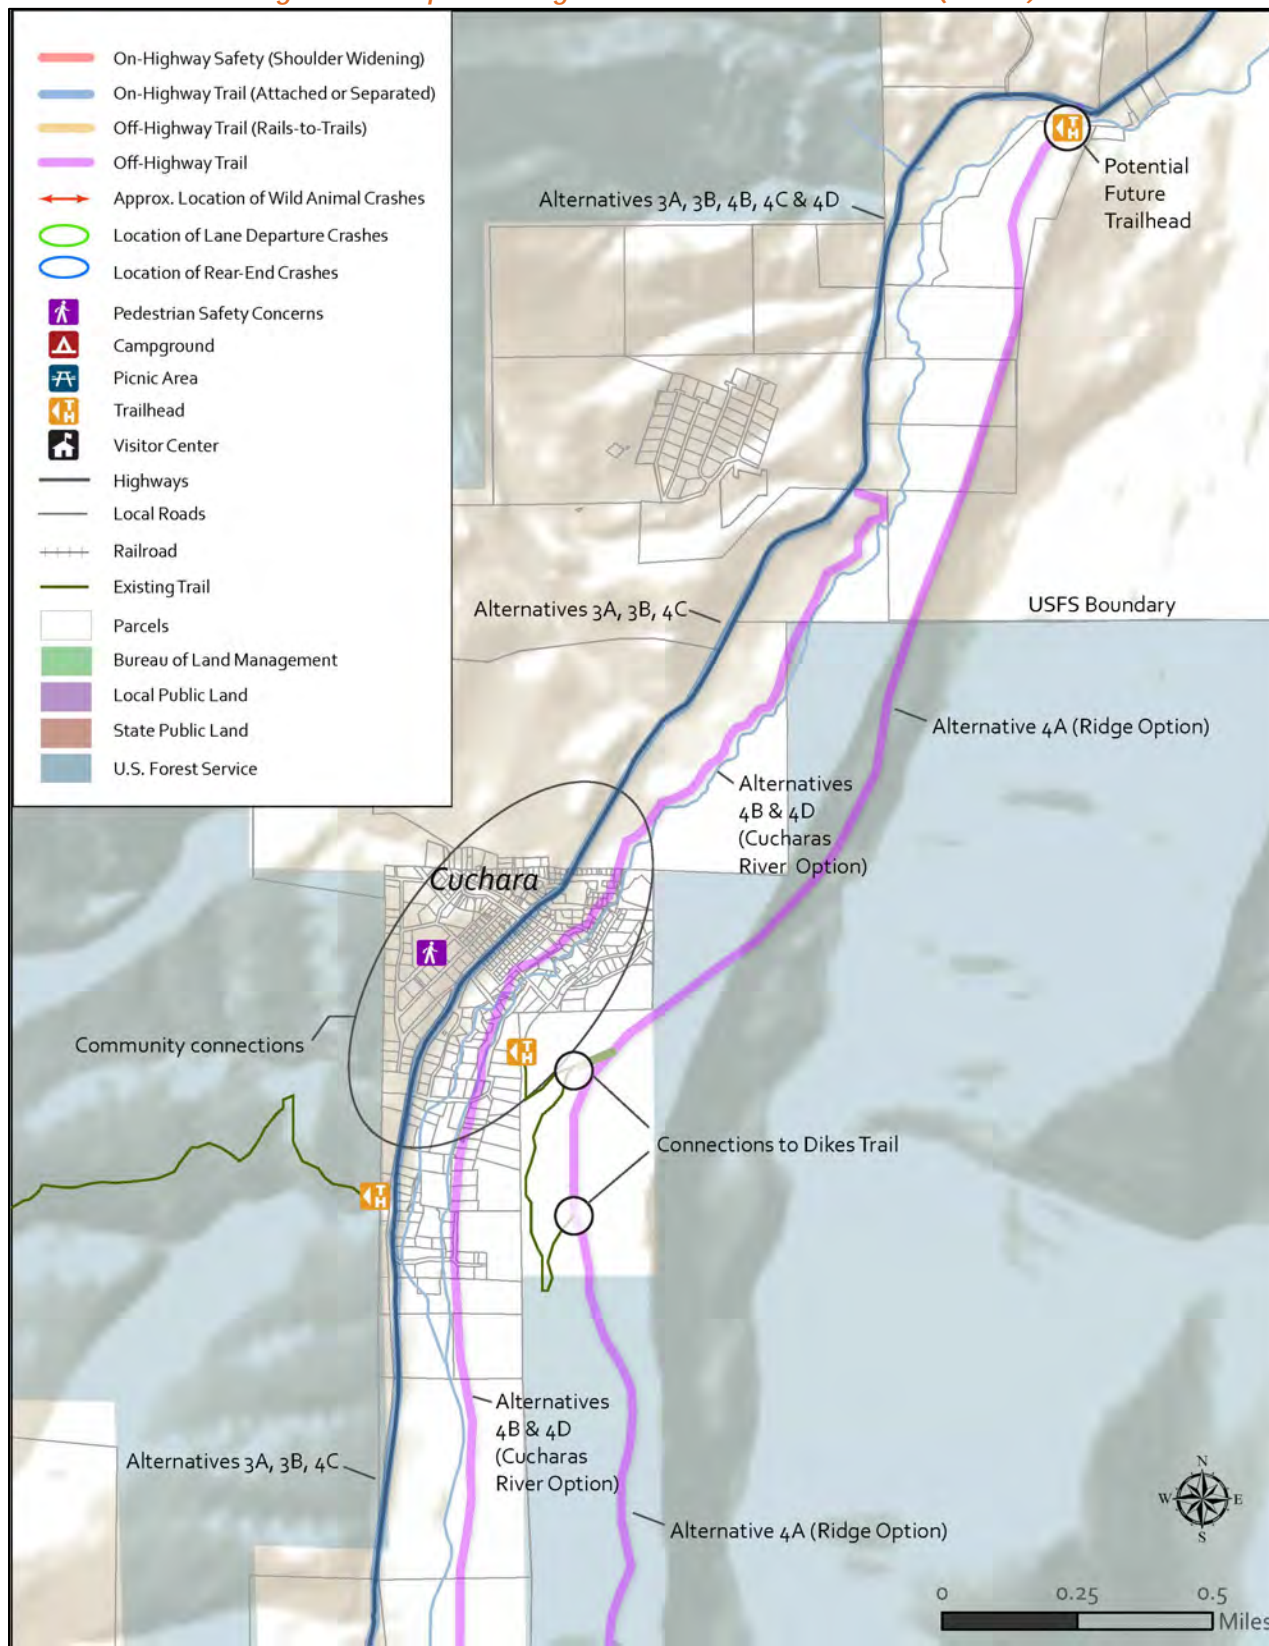 On-Highway Safety (Shoulder Widening)
On-Highway Trail (Attached or Separated)
Off-Highway Trail (Rails-to-Trails)
Off-Highway Trail
Approx. Location of Wild Animal Crashes
Location of Lane Departure Crashes
Location of Rear-End Crashes
Pedestrian Safety Concerns
Campground
Picnic Area
TH
Trailhead
Visitor Center
Highways
Local Roads
Railroad
Existing Trail
Parcels
Bureau of Land Management
Local Public Land
State Public Land
U.S. Forest Service
TH
Potential
Future
Trailhead
Alternatives 3A, 3B, 4B, 4C & 4D
USFS Boundary
Alternatives 3A, 3B, 4C
Alternative 4A (Ridge Option)
Alternatives
4B & 4D
(Cucharas
River Option)
Cuchara
Community connections
TH
Connections to Dikes Trail
TH
Alternatives
4B & 4D
(Cucharas
River Option)
Alternatives 3A, 3B, 4C
Alternative 4A (Ridge Option)
N
W E
S
0 0.25 0.5
Miles